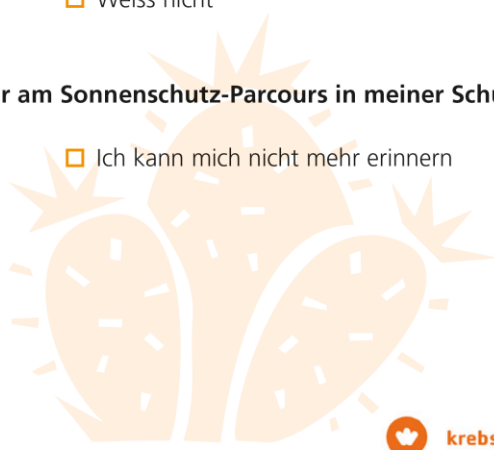 Weiss nicht
r am Sonnenschutz-Parcours in meiner Schu
Ich kann mich nicht mehr erinnern
krebs